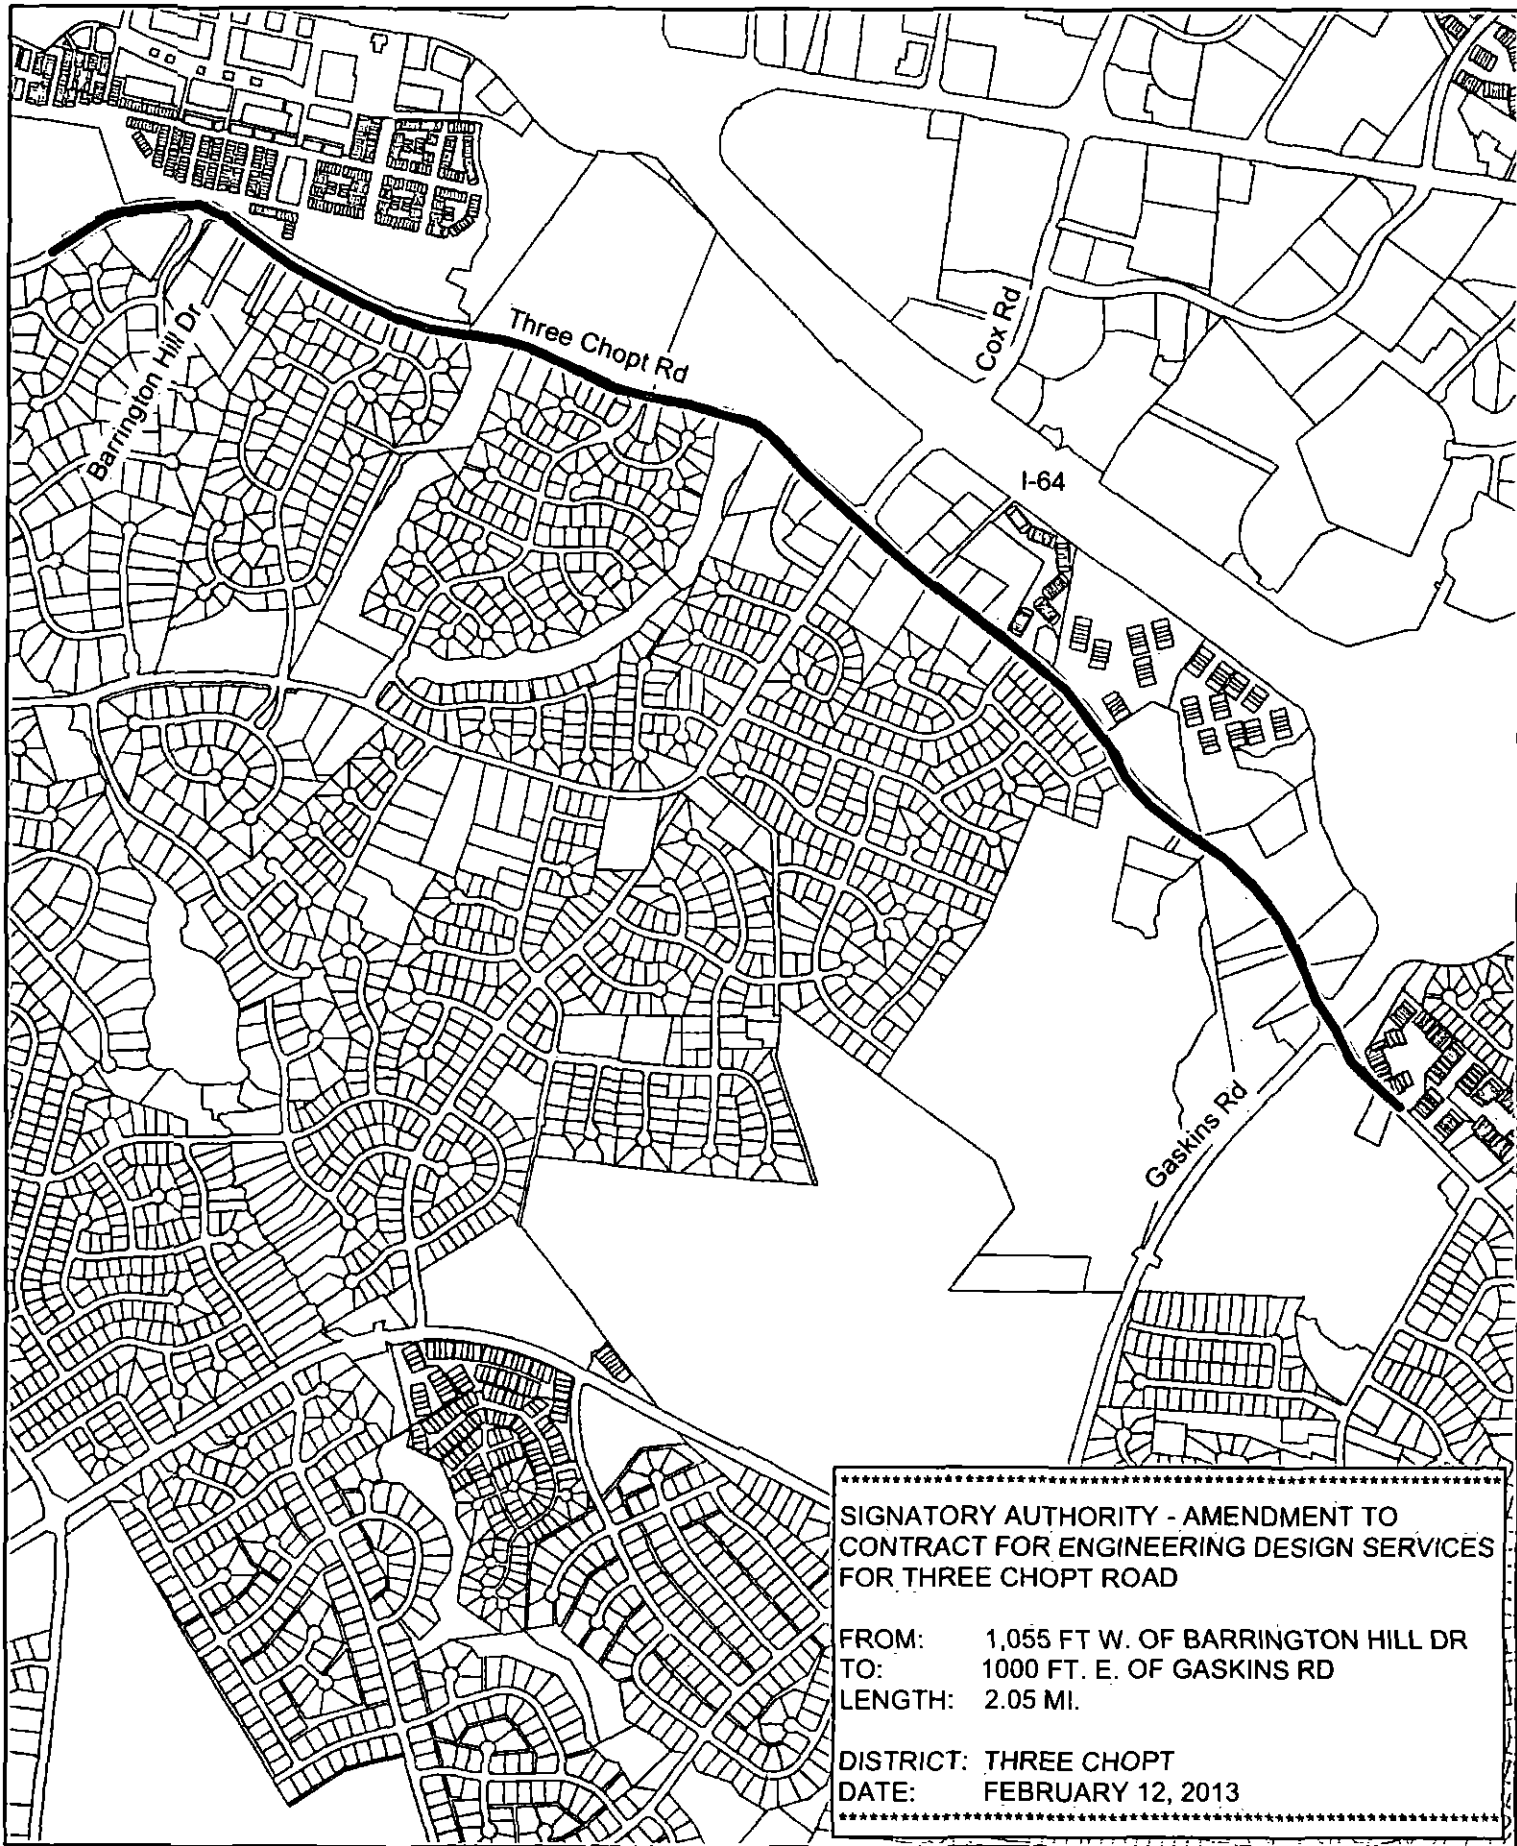 Three Chopt Rd
Cox Rd
Barrington Hill Dr
I-64
Gaskins Rd
SIGNATORY AUTHORITY - AMENDMENT TO
CONTRACT FOR ENGINEERING DESIGN SERVICES
FOR THREE CHOPT ROAD
FROM: 1,055 FT W. OF BARRINGTON HILL DR
TO: 1000 FT. E. OF GASKINS RD
LENGTH: 2.05 MI.
DISTRICT: THREE CHOPT
DATE: FEBRUARY 12, 2013